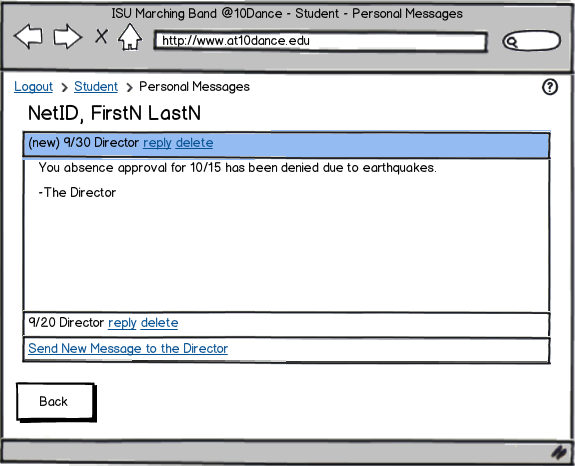 ISU Marching Band @10Dance - Student - Personal Messages
http://www.at10dance.edu
Logout > Student > Personal Messages
?
NetID, FirstN LastN
(new) 9/30 Director reply delete
You absence approval for 10/15 has been denied due to earthquakes.
-The Director
9/20 Director reply delete
Send New Message to the Director
Back